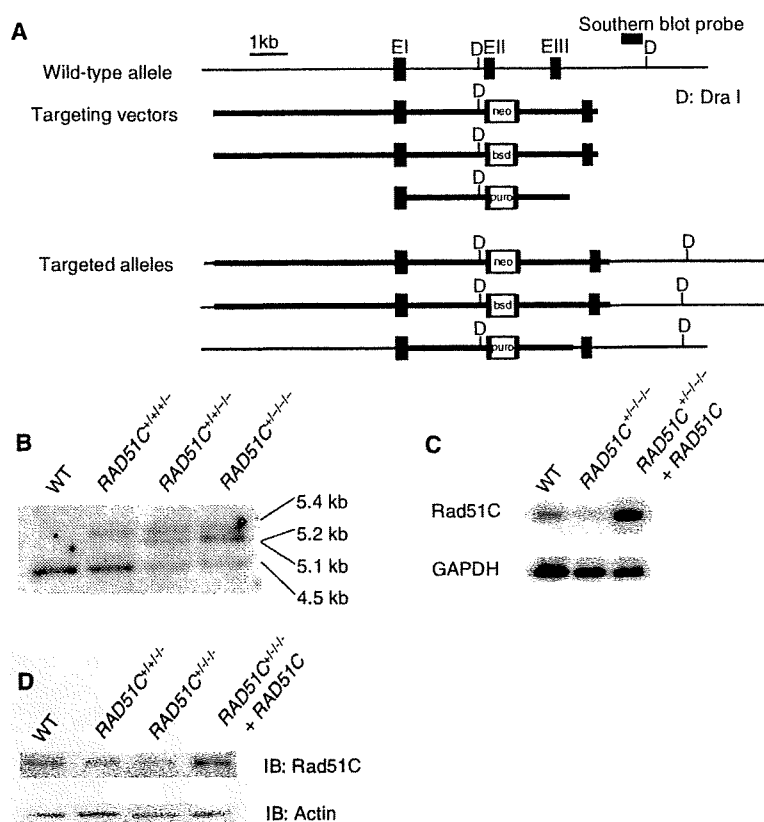 A
1kb
Southern blot probe
EI
D
EII
EIII
D
Wild-type allele
D: Dra I
Targeting vectors
D
neo
D
bsd
D
puro
Targeted alleles
D
neo
D
D
bsd
D
D
puro
D
B
WT
RAD51C+/+/+/-
RAD51C+/+/-/-
RAD51C+/-/-/-
5.4 kb
5.2 kb
5.1 kb
4.5 kb
C
WT
RAD51C+/-/-/-
RAD51C+/-/-/-
+ RAD51C
Rad51C
GAPDH
D
WT
RAD51C+/+/-/-
RAD51C+/-/-/-
RAD51C+/-/-/-
+ RAD51C
IB: Rad51C
IB: Actin